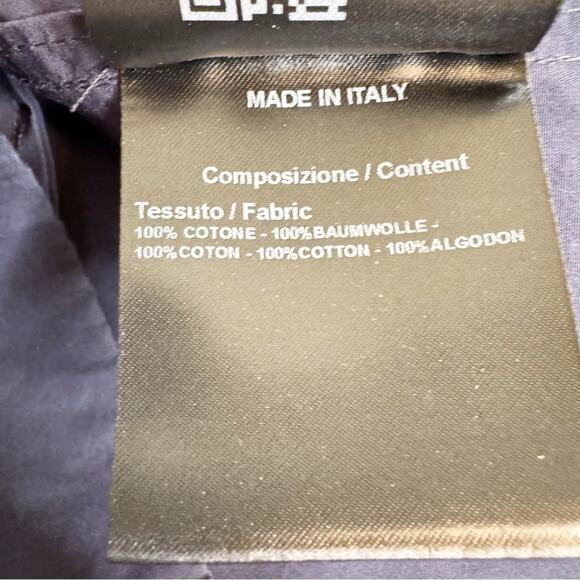 MADE IN ITALY
Composizione / Content
Tessuto / Fabric
100% COTONE - 100%BAUMWOLLE -
100%COTON - 100%COTTON - 100%ALGODON